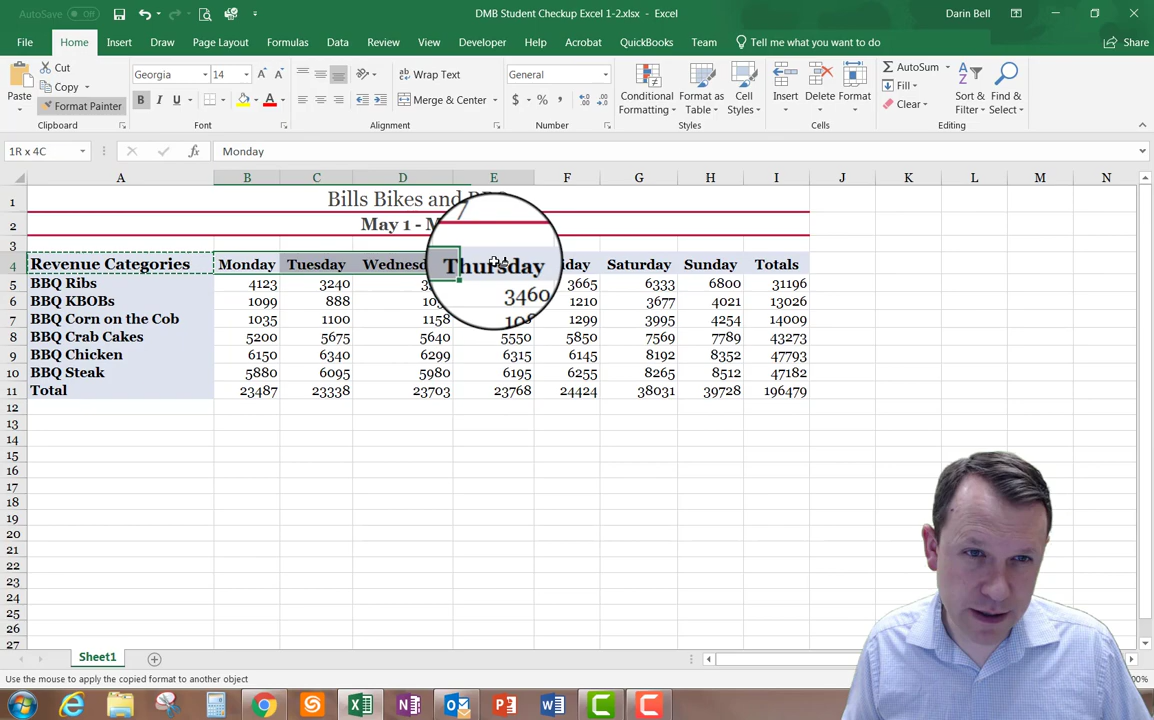 AutoSave Off
DMB Student Checkup Excel 1-2.xlsx - Excel
Darin Bell
File Home Insert Draw Page Layout Formulas Data Review View Developer Help Acrobat QuickBooks Team Tell me what you want to do Share
Paste Cut Copy Format Painter
Georgia 14 A A B I U A
Wrap Text Merge & Center
General $ % ,
Conditional Formatting Format as Table Cell Styles
Insert Delete Format
AutoSum Fill Clear Sort & Filter Find & Select
Clipboard Font Alignment Number Styles Cells Editing
1R x 4C fx Monday
A B C D E F G H I J K L M N
1 Bills Bikes and
2 May 1 -
3
4 Revenue Categories Monday Tuesday Wednesd Thursday iday Saturday Sunday Totals
5 BBQ Ribs 4123 3240 3460 3665 6333 6800 31196
6 BBQ KBOBs 1099 888 1210 3677 4021 13026
7 BBQ Corn on the Cob 1035 1100 1158 1299 3995 4254 14009
8 BBQ Crab Cakes 5200 5675 5640 5550 5850 7569 7789 43273
9 BBQ Chicken 6150 6340 6299 6315 6145 8192 8352 47793
10 BBQ Steak 5880 6095 5980 6195 6255 8265 8512 47182
11 Total 23487 23338 23703 23768 24424 38031 39728 196479
12
13
14
15
16
17
18
19
20
21
22
23
24
25
26
27
Sheet1
Use the mouse to apply the copied format to another object